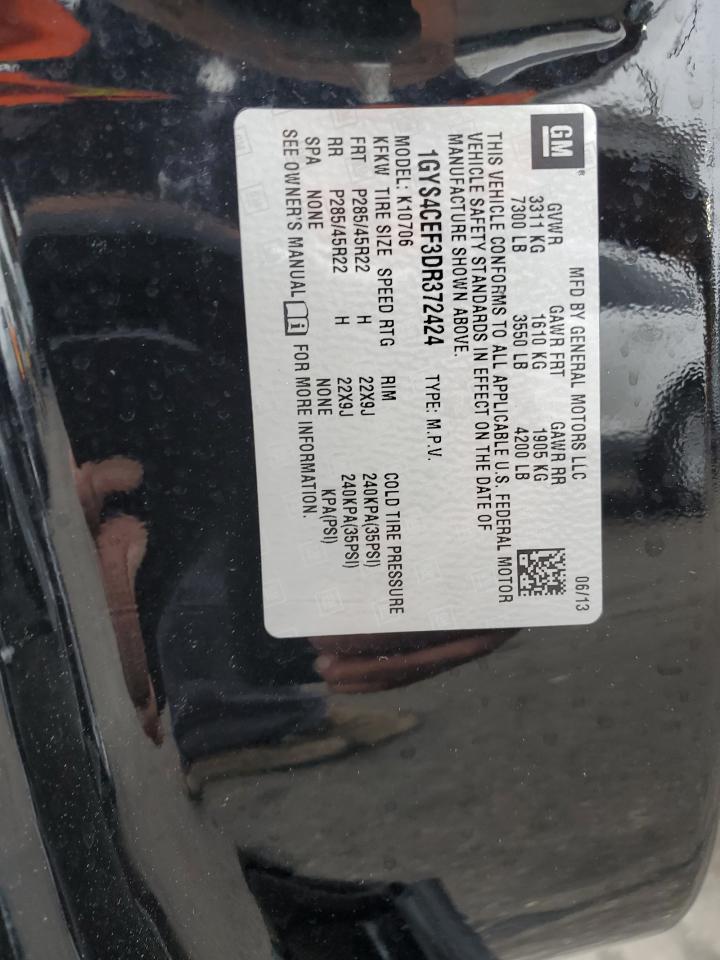 GM
MFD BY GENERAL MOTORS LLC 06/13
GVWR GAWR FRT GAWR RR
3311 KG 1610 KG 1905 KG
7300 LB 3550 LB 4200 LB
THIS VEHICLE CONFORMS TO ALL APPLICABLE U.S. FEDERAL MOTOR
VEHICLE SAFETY STANDARDS IN EFFECT ON THE DATE OF
MANUFACTURE SHOWN ABOVE.
1GYS4CEF3DR372424 TYPE: M.P.V.
MODEL: K10706
KFKW TIRE SIZE SPEED RTG RIM COLD TIRE PRESSURE
FRT P285/45R22 H 22X9J 240KPA(35PSI)
RR P285/45R22 H 22X9J 240KPA(35PSI)
SPA NONE NONE KPA(PSI)
SEE OWNER'S MANUAL i FOR MORE INFORMATION.